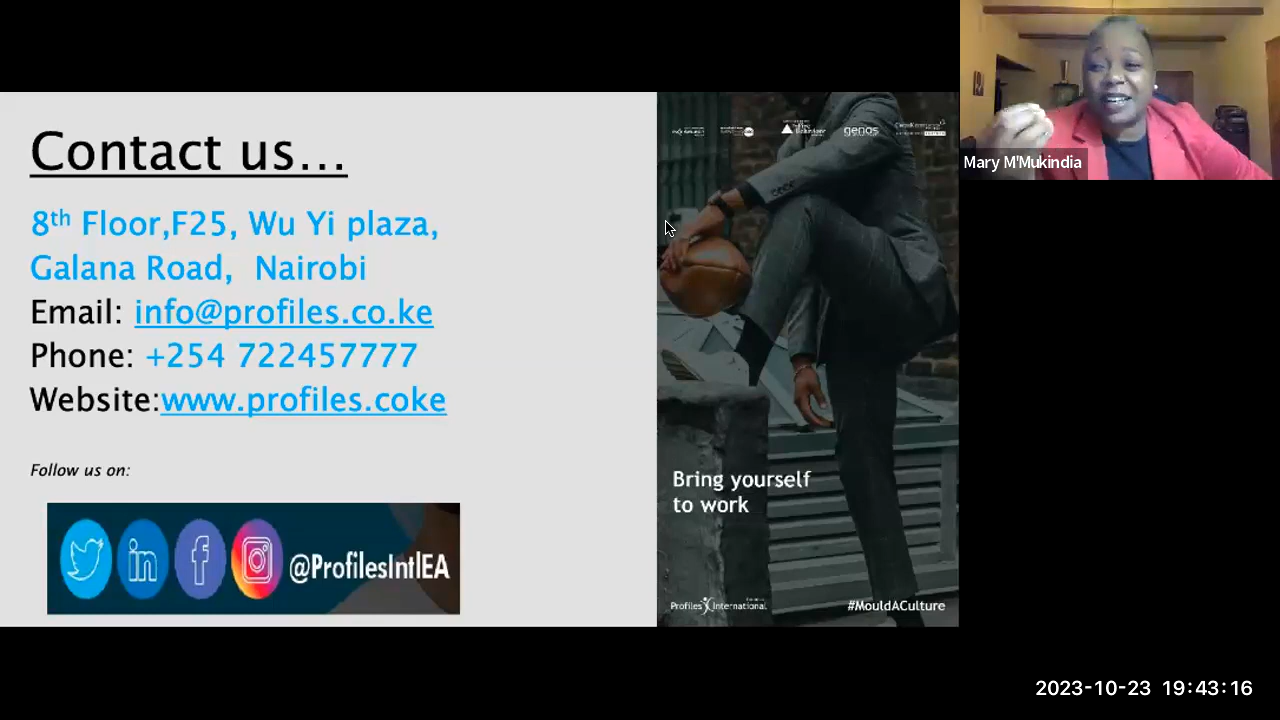 Contact us...
8th Floor,F25, Wu Yi plaza,
Galana Road, Nairobi
Email: info@profiles.co.ke
Phone: +254 722457777
Website:www.profiles.coke
Follow us on:
@ProfilesIntlEA
genos
Bring yourself
to work
Profiles International
#MouldACulture
Mary M'Mukindia
2023-10-23 19:43:16